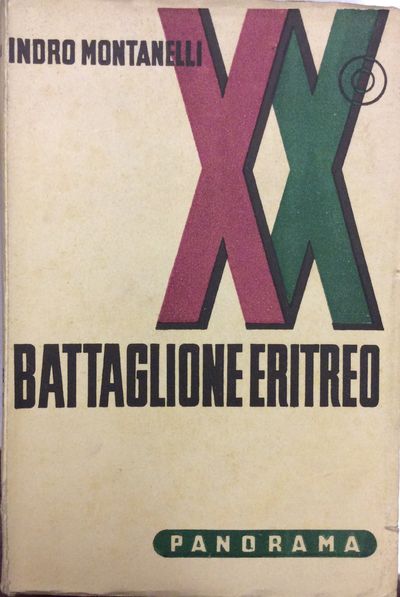 INDRO MONTANELLI
XX
BATTAGLIONE ERITREO
PANORAMA